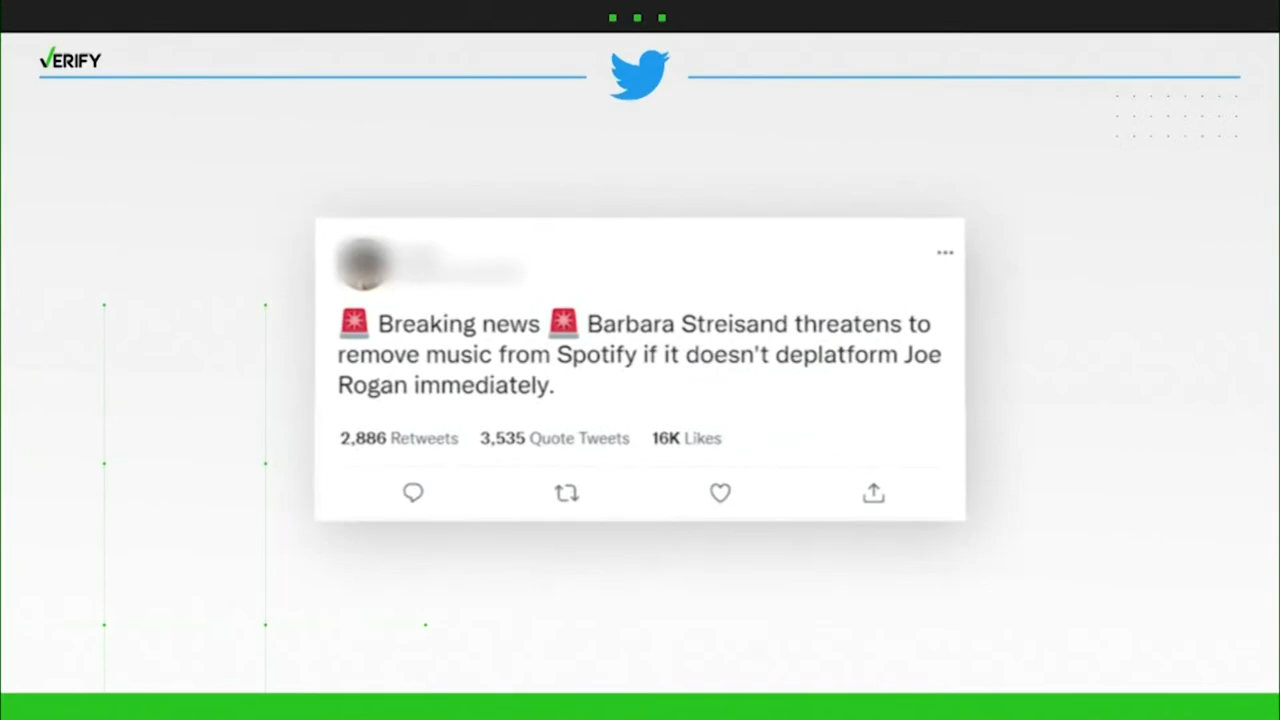 VERIFY
🚨 Breaking news 🚨 Barbara Streisand threatens to
remove music from Spotify if it doesn't deplatform Joe
Rogan immediately.
2,886 Retweets 3,535 Quote Tweets 16K Likes